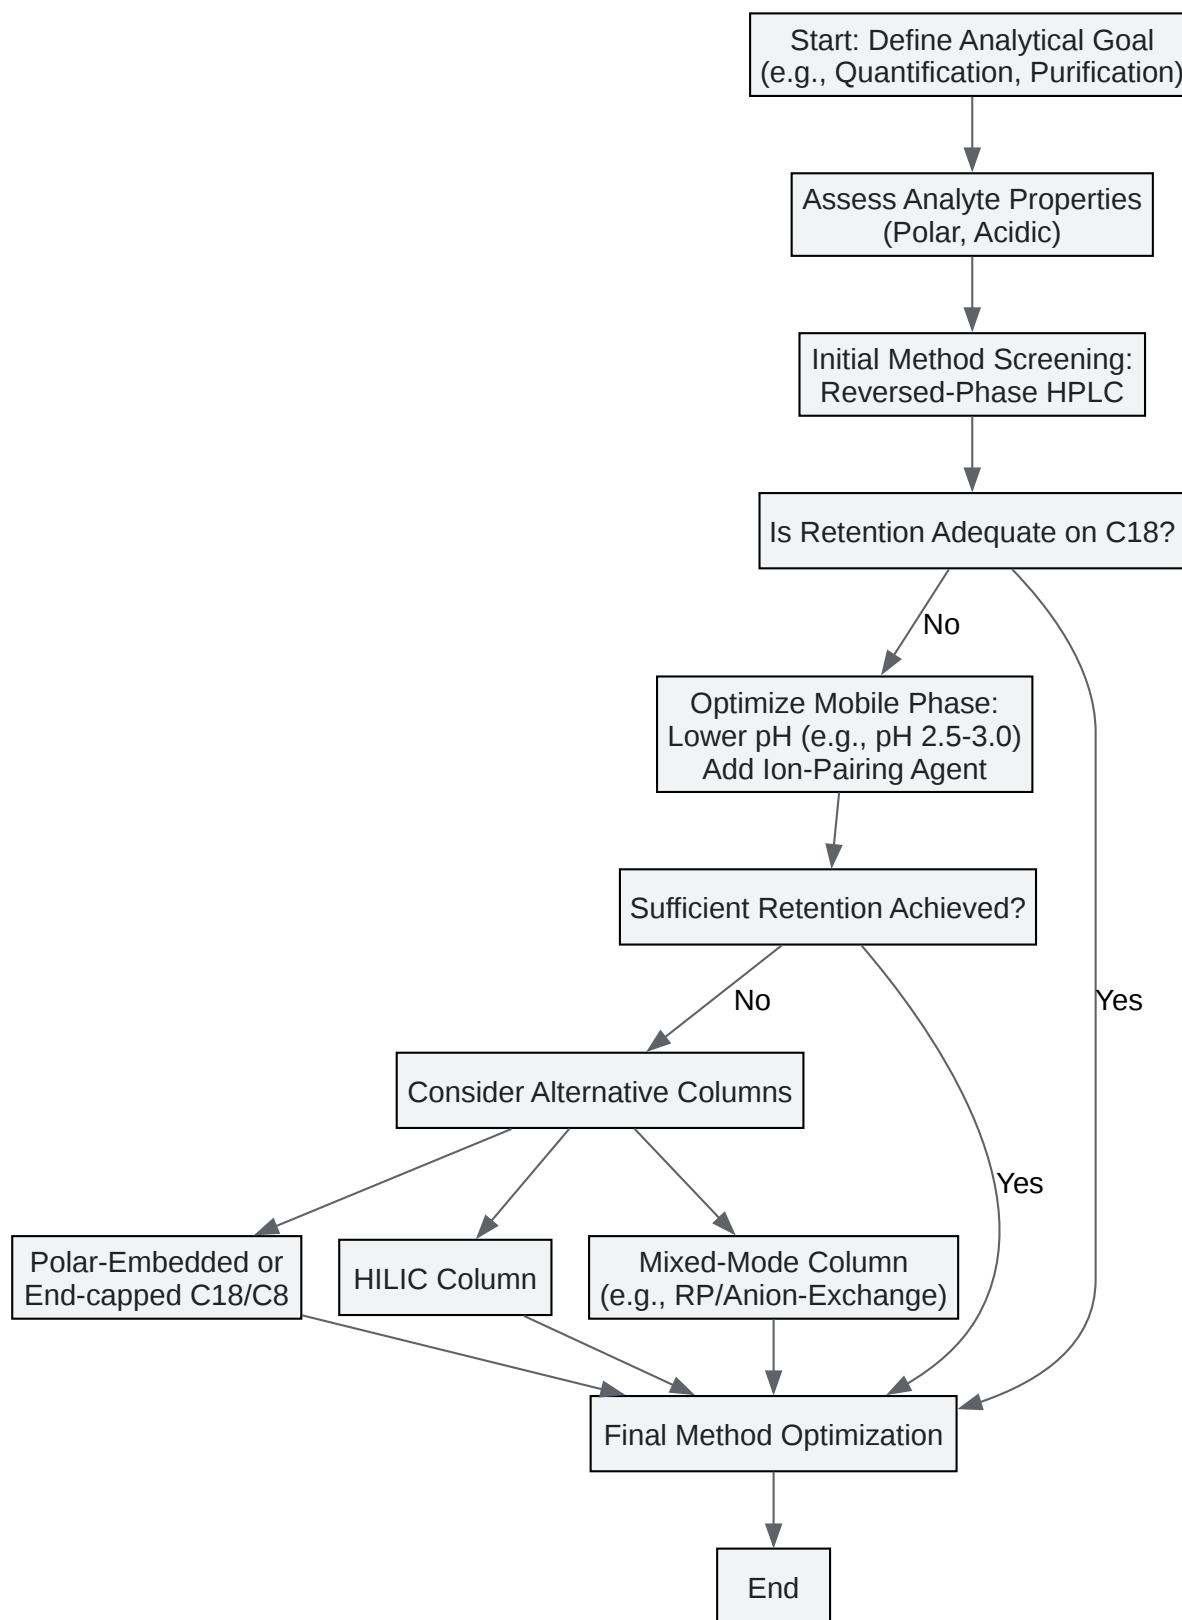 Start: Define Analytical Goal
(e.g., Quantification, Purification)
Assess Analyte Properties
(Polar, Acidic)
Initial Method Screening:
Reversed-Phase HPLC
Is Retention Adequate on C18?
No
Optimize Mobile Phase:
Lower pH (e.g., pH 2.5-3.0)
Add Ion-Pairing Agent
Sufficient Retention Achieved?
No
Yes
Consider Alternative Columns
Yes
Polar-Embedded or
End-capped C18/C8
HILIC Column
Mixed-Mode Column
(e.g., RP/Anion-Exchange)
Final Method Optimization
End